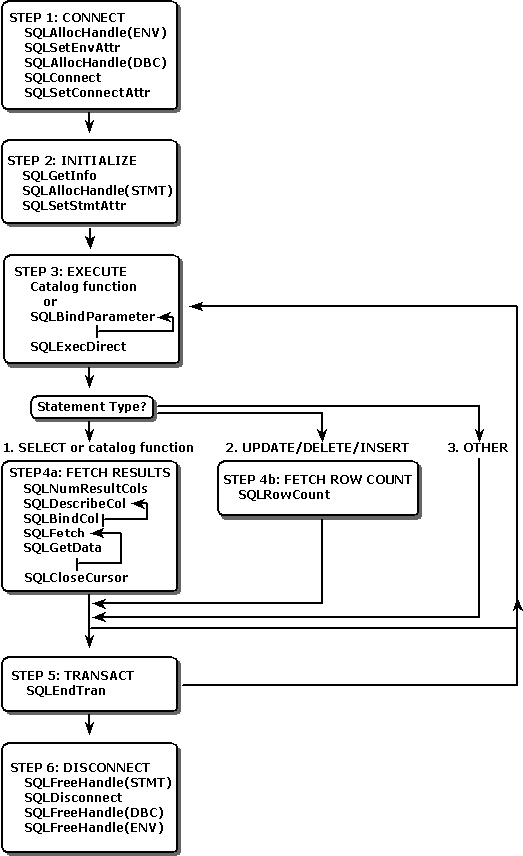 STEP 1: CONNECT
SQLAllocHandle(ENV)
SQLSetEnvAttr
SQLAllocHandle(DBC)
SQLConnect
SQLSetConnectAttr
STEP 2: INITIALIZE
SQLGetInfo
SQLAllocHandle(STMT)
SQLSetStmtAttr
STEP 3: EXECUTE
Catalog function
or
SQLBindParameter
SQLExecDirect
Statement Type?
1. SELECT or catalog function
2. UPDATE/DELETE/INSERT
3. OTHER
STEP4a: FETCH RESULTS
SQLNumResultCols
SQLDescribeCol
SQLBindCol
SQLFetch
SQLGetData
SQLCloseCursor
STEP 4b: FETCH ROW COUNT
SQLRowCount
STEP 5: TRANSACT
SQLEndTran
STEP 6: DISCONNECT
SQLFreeHandle(STMT)
SQLDisconnect
SQLFreeHandle(DBC)
SQLFreeHandle(ENV)